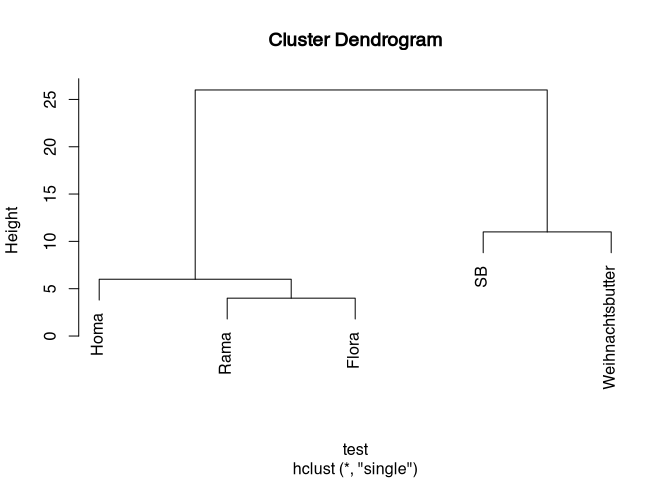 Cluster Dendrogram
Height
25
20
15
10
5
0
Homa
Rama
Flora
SB
Weihnachtsbutter
test
hclust (*, "single")